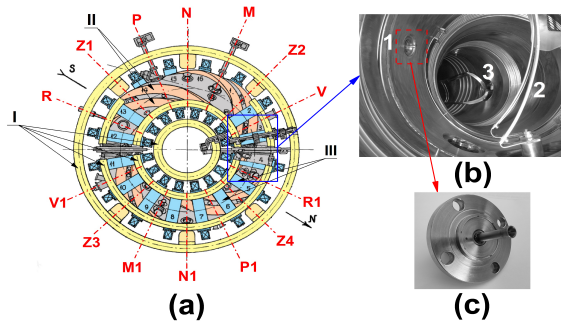 II P N M
Z1 Z2
S
R V
I
1 2 3
III
V1 R1
N
Z3 Z4
M1 N1 P1
(a)
(b)
(c)